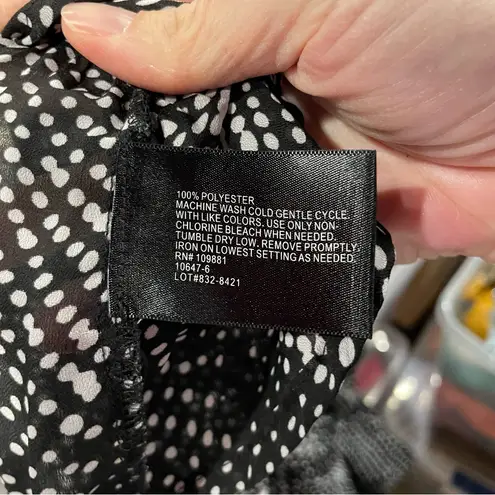 100% POLYESTER
MACHINE WASH COLD GENTLE CYCLE.
WITH LIKE COLORS. USE ONLY NON-
CHLORINE BLEACH WHEN NEEDED.
TUMBLE DRY LOW. REMOVE PROMPTLY.
IRON ON LOWEST SETTING AS NEEDED.
RN# 109881
10647-6
LOT#832-8421